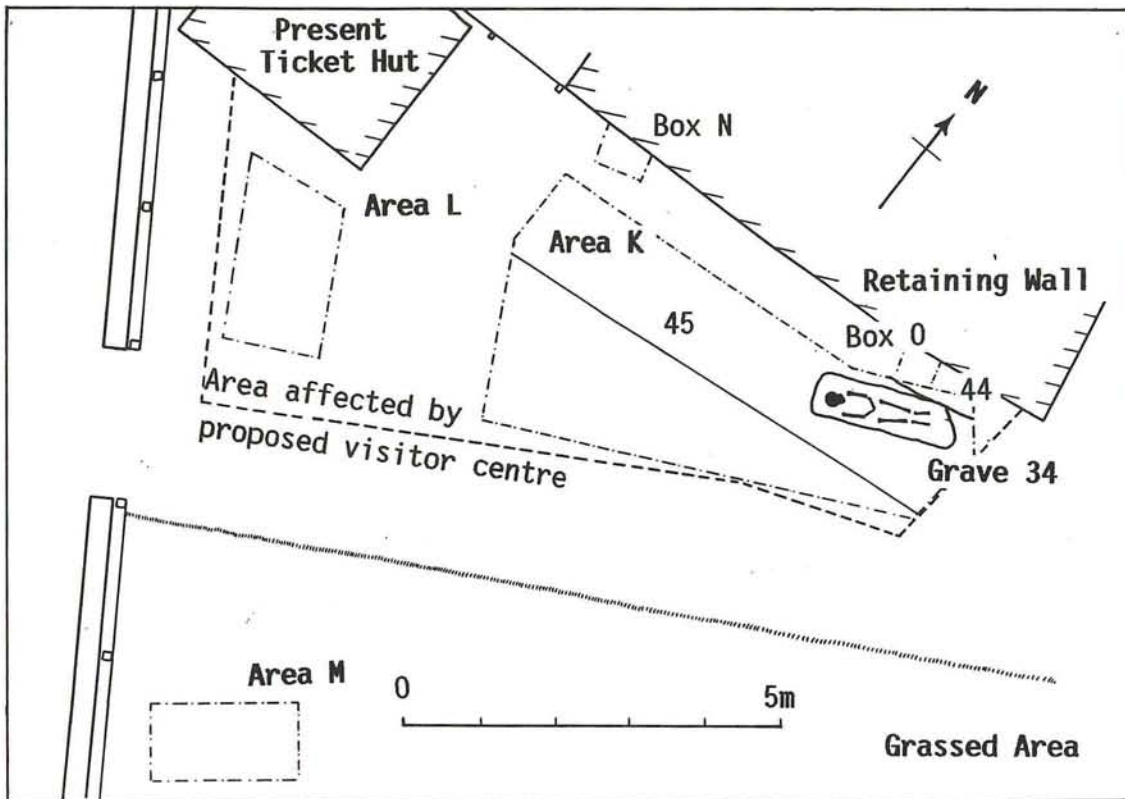 Present
Ticket Hut
N
Box N
Area L
Area K
Retaining Wall
45
Box O
44
Area affected by
proposed visitor centre
Grave 34
Area M
0
5m
Grassed Area